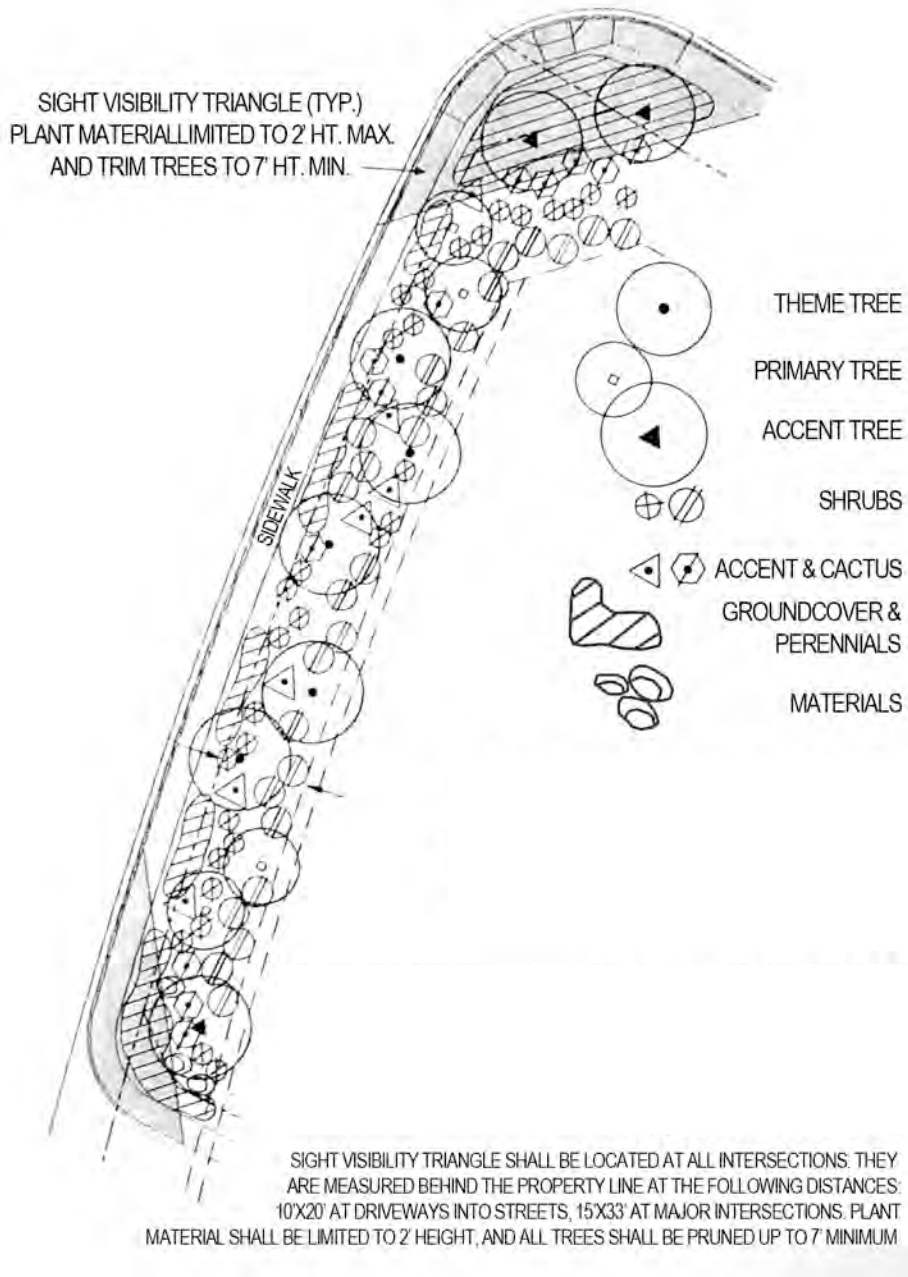 SIGHT VISIBILITY TRIANGLE (TYP.)
PLANT MATERIALLIMITED TO 2' HT. MAX.
AND TRIM TREES TO 7' HT. MIN.
SIDEWALK
THEME TREE
PRIMARY TREE
ACCENT TREE
SHRUBS
ACCENT & CACTUS
GROUNDCOVER &
PERENNIALS
MATERIALS
SIGHT VISIBILITY TRIANGLE SHALL BE LOCATED AT ALL INTERSECTIONS. THEY
ARE MEASURED BEHIND THE PROPERTY LINE AT THE FOLLOWING DISTANCES:
10'X20' AT DRIVEWAYS INTO STREETS, 15'X33' AT MAJOR INTERSECTIONS. PLANT
MATERIAL SHALL BE LIMITED TO 2' HEIGHT, AND ALL TREES SHALL BE PRUNED UP TO 7' MINIMUM